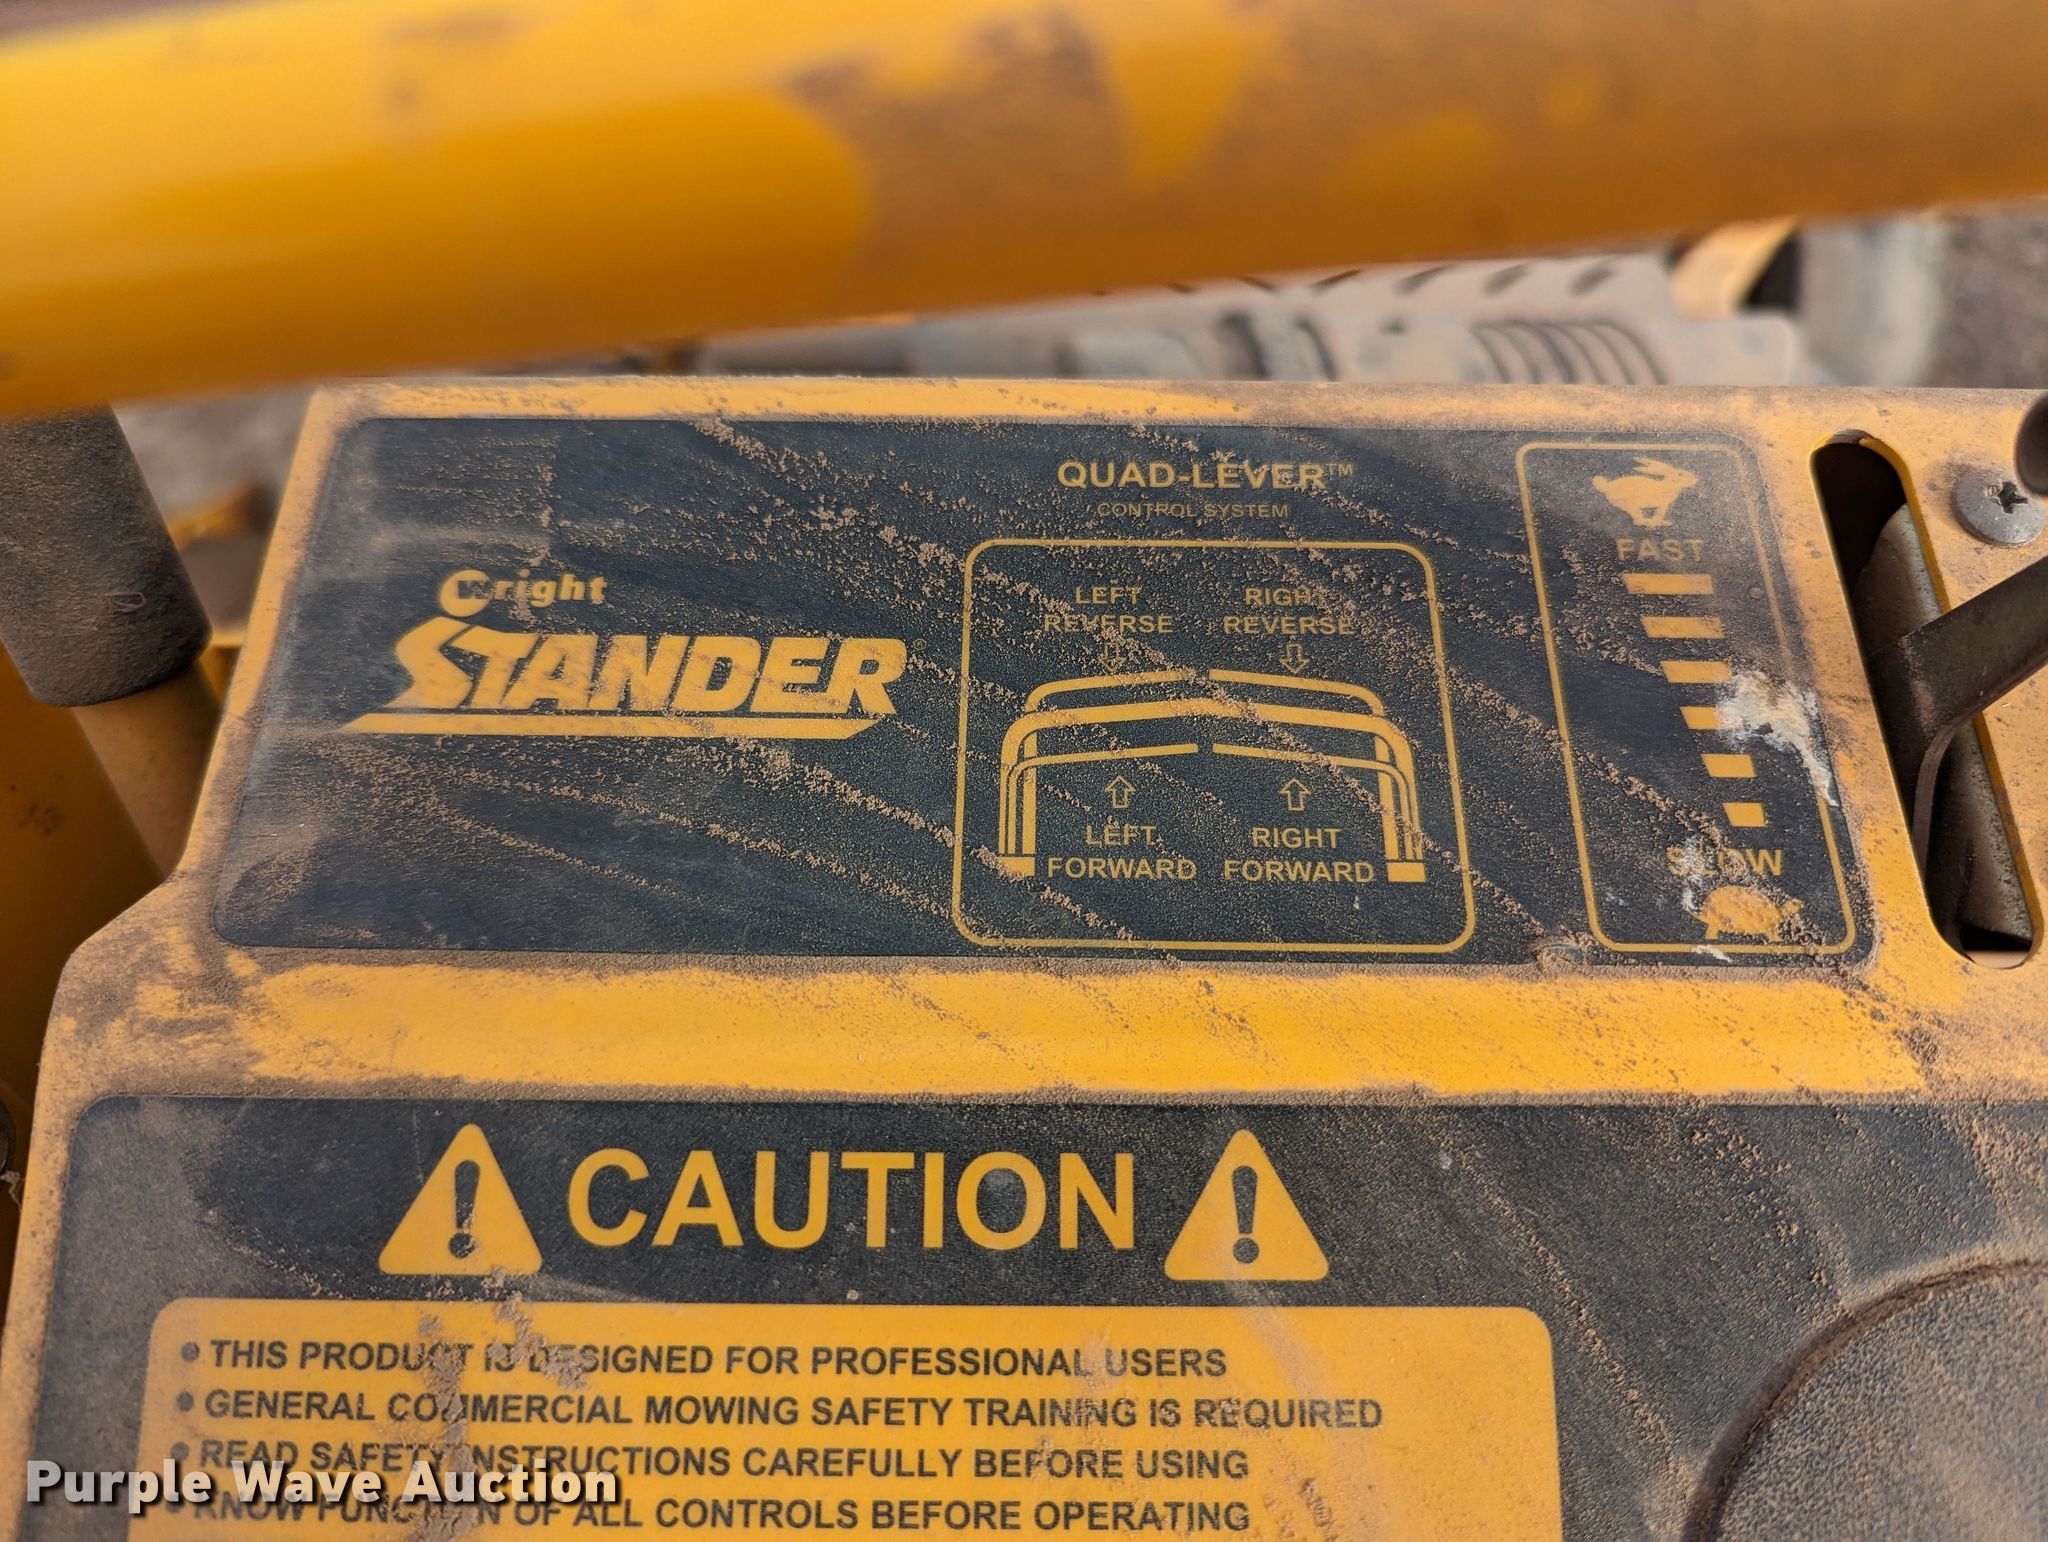 Wright
STANDER®
QUAD-LEVER™
CONTROL SYSTEM
LEFT REVERSE
RIGHT REVERSE
LEFT FORWARD
RIGHT FORWARD
FAST
SLOW
CAUTION
• THIS PRODUCT IS DESIGNED FOR PROFESSIONAL USERS
• GENERAL COMMERCIAL MOWING SAFETY TRAINING IS REQUIRED
• READ SAFETY INSTRUCTIONS CAREFULLY BEFORE USING
• KNOW FUNCTION OF ALL CONTROLS BEFORE OPERATING
Purple Wave Auction